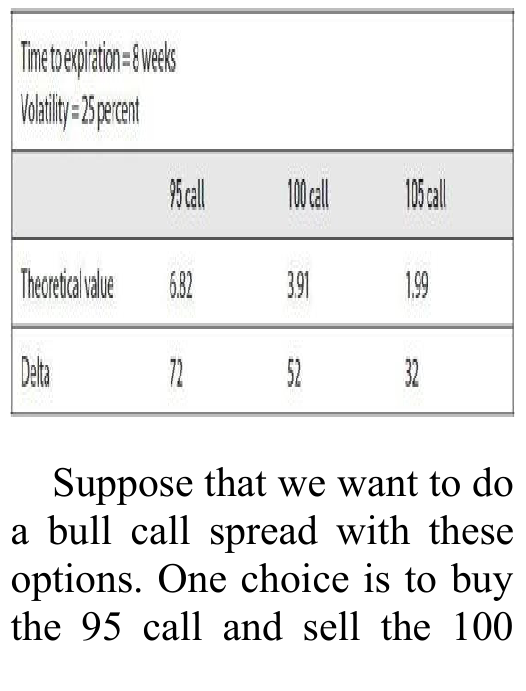 Time to expiration = 8 weeks
Volatility = 25 percent
95 call 100 call 105 call
Theoretical value 6.82 3.91 1.99
Delta 72 52 32
Suppose that we want to do
a bull call spread with these
options. One choice is to buy
the 95 call and sell the 100